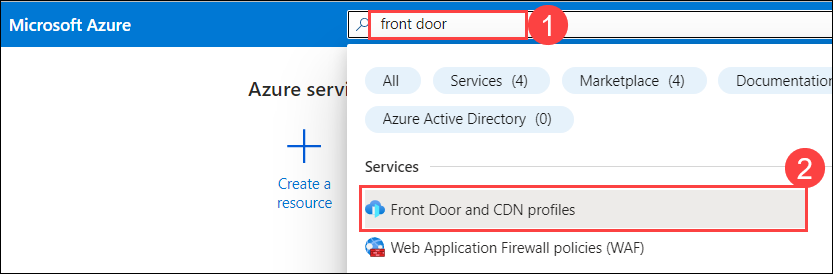 Microsoft Azure
front door
1
All
Services (4)
Marketplace (4)
Documentatio
Azure servi
Azure Active Directory (0)
Services
2
Create a
resource
Front Door and CDN profiles
Web Application Firewall policies (WAF)